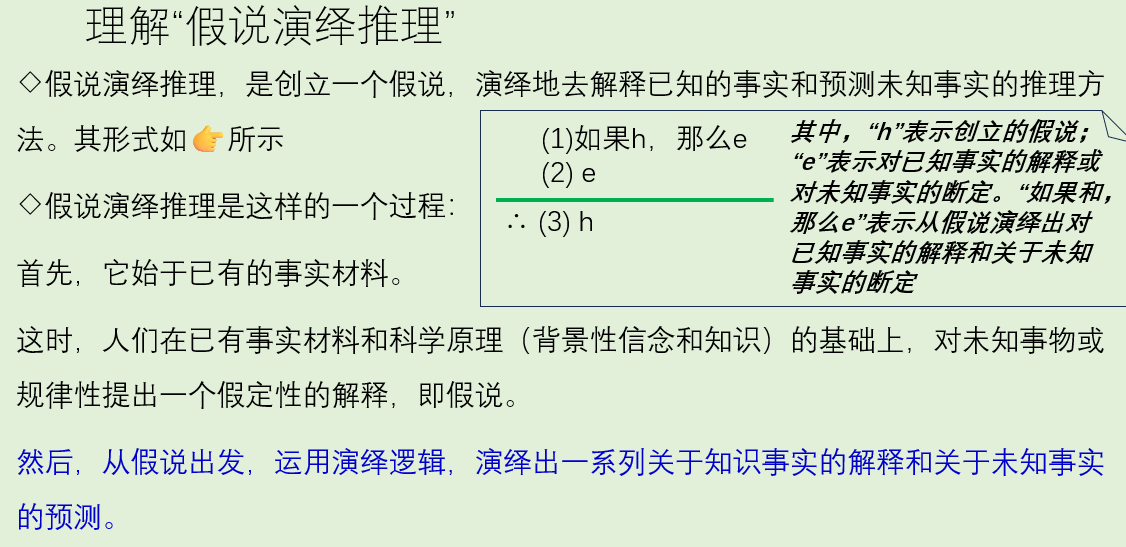 理解“假说演绎推理”
◇假说演绎推理，是创立一个假说，演绎地去解释已知的事实和预测未知事实的推理方
法。其形式如👉所示
(1)如果h，那么e
(2) e
∴ (3) h
其中，“h”表示创立的假说；
“e”表示对已知事实的解释或
对未知事实的断定。“如果和，
那么e”表示从假说演绎出对
已知事实的解释和关于未知
事实的断定
◇假说演绎推理是这样的一个过程：
首先，它始于已有的事实材料。
这时，人们在已有事实材料和科学原理（背景性信念和知识）的基础上，对未知事物或
规律性提出一个假定性的解释，即假说。
然后，从假说出发，运用演绎逻辑，演绎出一系列关于知识事实的解释和关于未知事实
的预测。